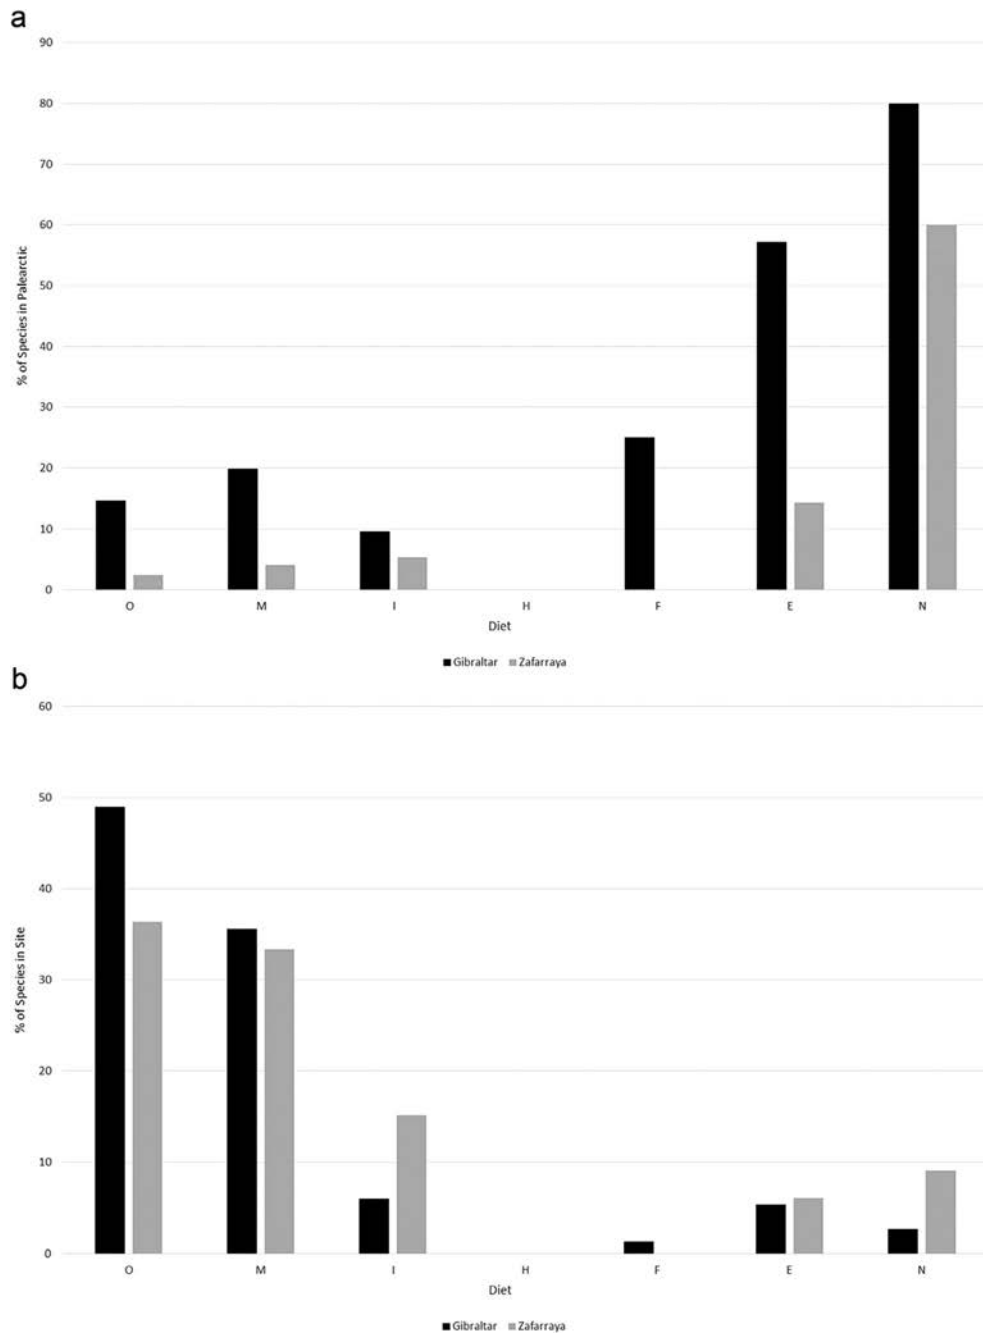 a
90
80
70
60
50
40
30
20
10
0
% of Species in Palearctic
O M I H F E N
Diet
Gibraltar Zafarraya
b
60
50
40
30
20
10
0
% of Species in Site
O M I H F E N
Diet
Gibraltar Zafarraya